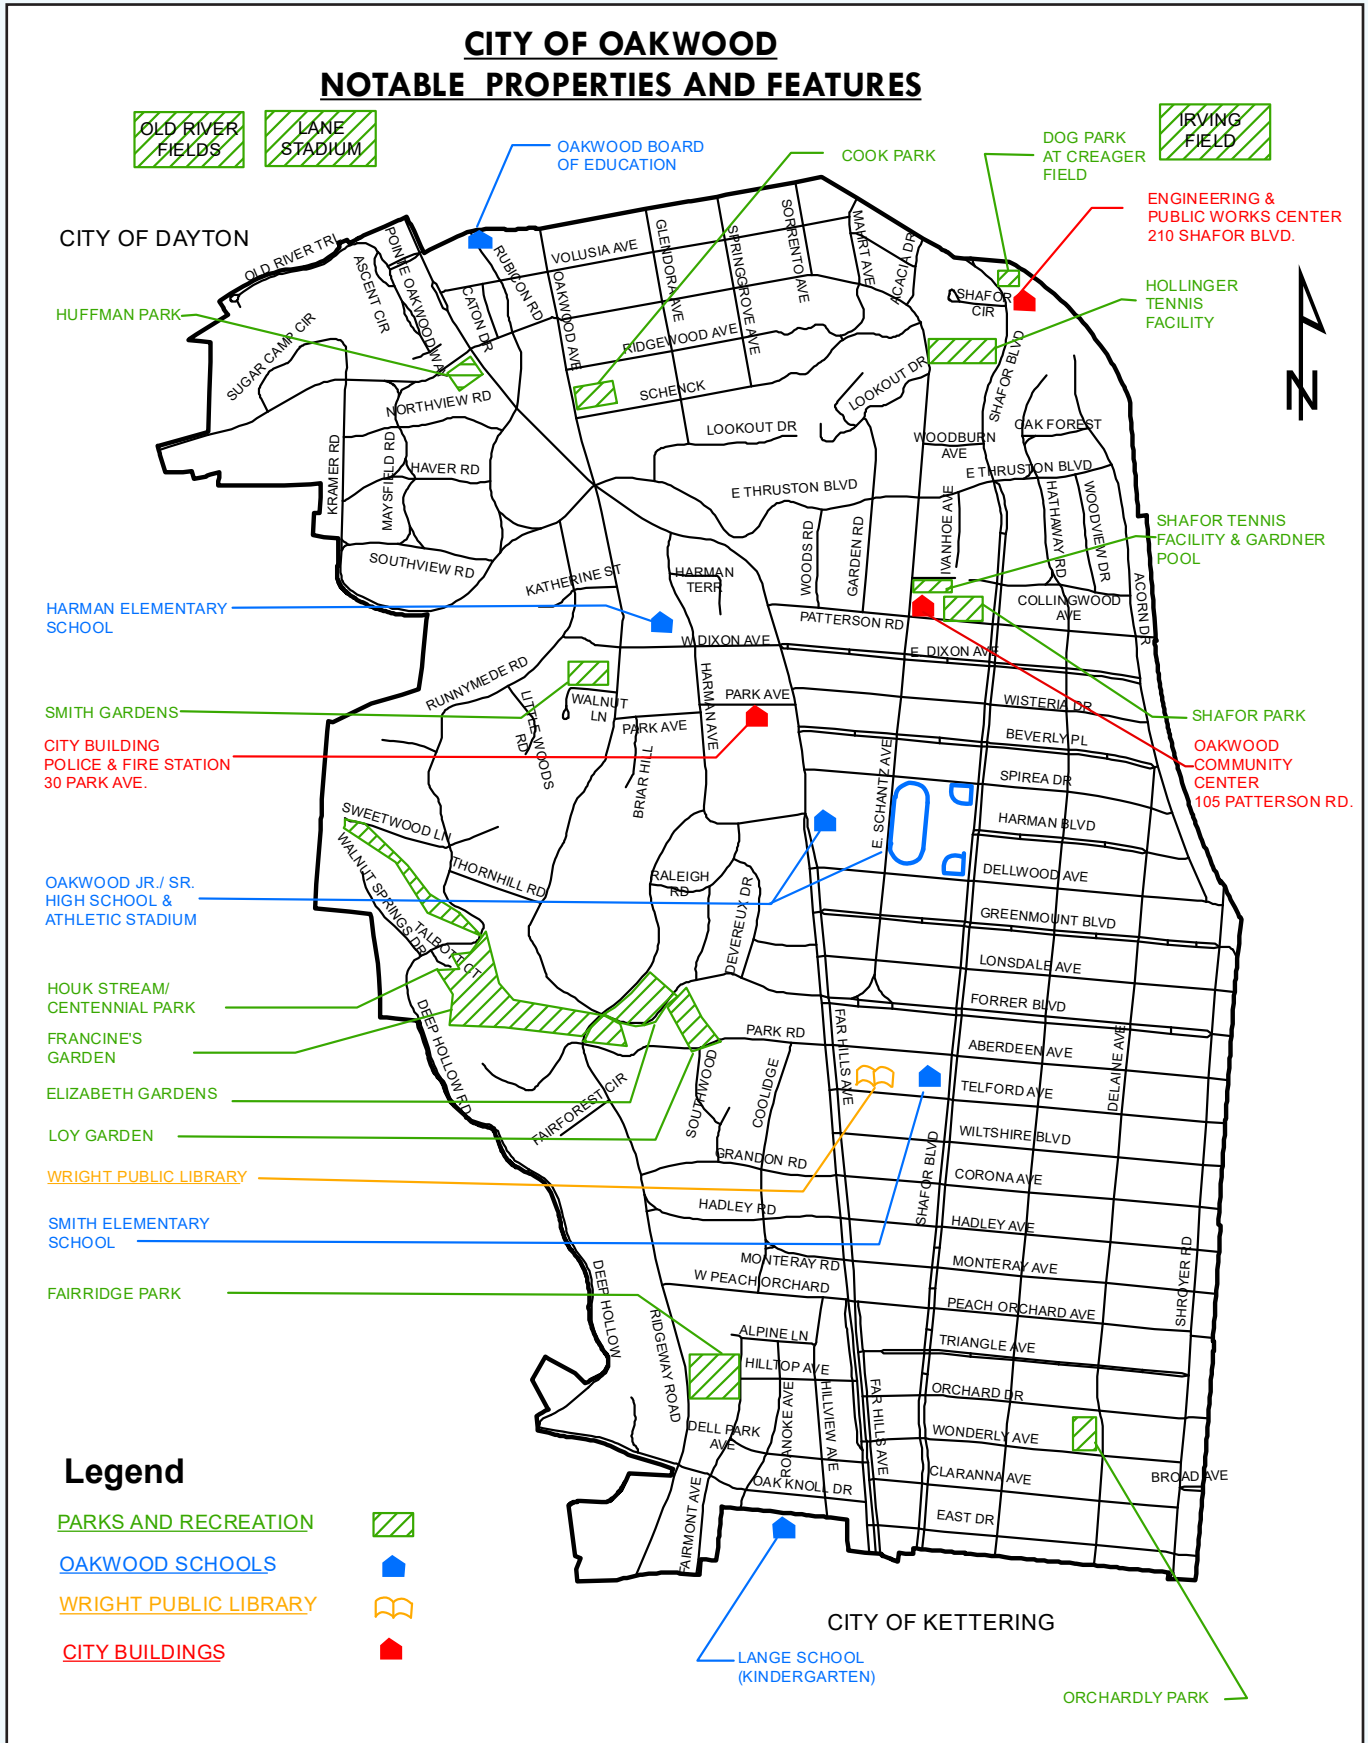 CITY OF OAKWOOD
NOTABLE PROPERTIES AND FEATURES
OLD RIVER
FIELDS
LANE
STADIUM
IRVING
FIELD
OAKWOOD BOARD
OF EDUCATION
COOK PARK
DOG PARK
AT CREAGER
FIELD
ENGINEERING &
PUBLIC WORKS CENTER
210 SHAFOR BLVD.
CITY OF DAYTON
HOLLINGER
TENNIS
FACILITY
HUFFMAN PARK
N
OLD RIVER TRL
ASCENT CIR
POINTE OAKWOOD WA
SUGAR CAMP CIR
CATON DR
RUBICON RD
OAKWOOD AVE
VOLUSIA AVE
GLENDORA AVE
SPRINGGROVE AVE
SORRENTO AVE
MAHRT AVE
ACACIA DR
SHAFOR
CIR
SHAFOR BLVD
RIDGEWOOD AVE
SCHENCK
LOOKOUT DR
LOOKOUT DR
NORTHVIEW RD
KRAMER RD
MAYSFIELD RD
HAVER RD
SOUTHVIEW RD
WOODBURN
AVE
OAK FOREST
E THRUSTON BLVD
E THRUSTON BLVD
WOODS RD
GARDEN RD
IVANHOE AVE
HATHAWAY RD
WOODVIEW DR
ACORN DR
SHAFOR TENNIS
FACILITY & GARDNER
POOL
KATHERINE ST
HARMAN
TERR
COLLINGWOOD
AVE
HARMAN ELEMENTARY
SCHOOL
PATTERSON RD
W DIXON AVE
E. DIXON AVE
RUNNYMEDE RD
LITTLE WOODS
RD
WALNUT
LN
PARK AVE
PARK AVE
HARMAN AVE
BRIAR HILL
WISTERIA DR
BEVERLY PL
SPIREA DR
HARMAN BLVD
E. SCHANTZ AVE
SMITH GARDENS
SHAFOR PARK
CITY BUILDING
POLICE & FIRE STATION
30 PARK AVE.
OAKWOOD
COMMUNITY
CENTER
105 PATTERSON RD.
SWEETWOOD LN
WALNUT SPRINGS DR
THORNHILL RD
TALBOTT CT
RALEIGH
RD
DEVEREUX DR
DELLWOOD AVE
GREENMOUNT BLVD
LONSDALE AVE
FORRER BLVD
OAKWOOD JR./ SR.
HIGH SCHOOL &
ATHLETIC STADIUM
HOUK STREAM/
CENTENNIAL PARK
FRANCINE'S
GARDEN
ELIZABETH GARDENS
LOY GARDEN
WRIGHT PUBLIC LIBRARY
SMITH ELEMENTARY
SCHOOL
FAIRRIDGE PARK
DEEP HOLLOW RD
FAIRFOREST CIR
PARK RD
SOUTHWOOD
COOLIDGE
FAR HILLS AVE
ABERDEEN AVE
DELAINE AVE
TELFORD AVE
WILTSHIRE BLVD
SHAFOR BLVD
GRANDON RD
CORONA AVE
HADLEY RD
HADLEY AVE
MONTERAY RD
MONTERAY AVE
W PEACH ORCHARD
PEACH ORCHARD AVE
SHROYER RD
DEEP HOLLOW
RIDGEWAY ROAD
ALPINE LN
TRIANGLE AVE
HILLTOP AVE
ORCHARD DR
ROANOKE AVE
HILLVIEW AVE
FAR HILLS AVE
DELL PARK
AVE
WONDERLY AVE
OAK KNOLL DR
CLARANNA AVE
BROAD AVE
FAIRMONT AVE
EAST DR
Legend
PARKS AND RECREATION
OAKWOOD SCHOOLS
WRIGHT PUBLIC LIBRARY
CITY BUILDINGS
CITY OF KETTERING
LANGE SCHOOL
(KINDERGARTEN)
ORCHARDLY PARK